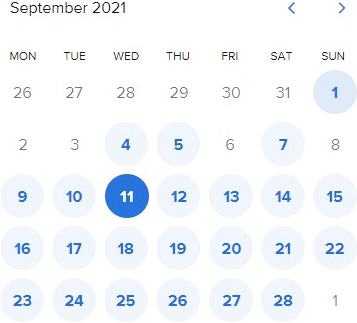 September 2021
MON TUE WED THU FRI SAT SUN
26 27 28 29 30 31 1
2 3 4 5 6 7 8
9 10 11 12 13 14 15
16 17 18 19 20 21 22
23 24 25 26 27 28 1